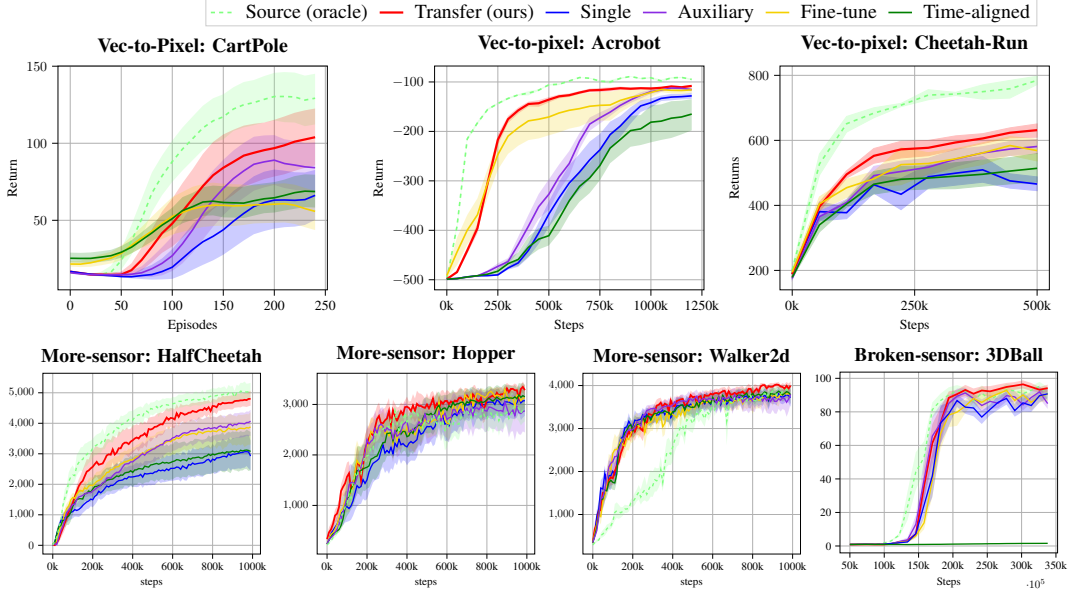 Source (oracle) Transfer (ours) Single Auxiliary Fine-tune Time-aligned
Vec-to-Pixel: CartPole
150
100
50
Return
0 50 100 150 200 250
Episodes
Vec-to-pixel: Acrobot
−100
−200
−300
−400
−500
Return
0k 250k 500k 750k 1000k 1250k
Steps
Vec-to-pixel: Cheetah-Run
800
600
400
200
Returns
0k 250k 500k
Steps
More-sensor: HalfCheetah
5,000
4,000
3,000
2,000
1,000
0
0k 200k 400k 600k 800k 1000k
steps
More-sensor: Hopper
3,000
2,000
1,000
0k 200k 400k 600k 800k 1000k
steps
More-sensor: Walker2d
4,000
3,000
2,000
1,000
0k 200k 400k 600k 800k 1000k
steps
Broken-sensor: 3DBall
100
80
60
40
20
0
50k 100k 150k 200k 250k 300k 350k
Steps
·10⁵